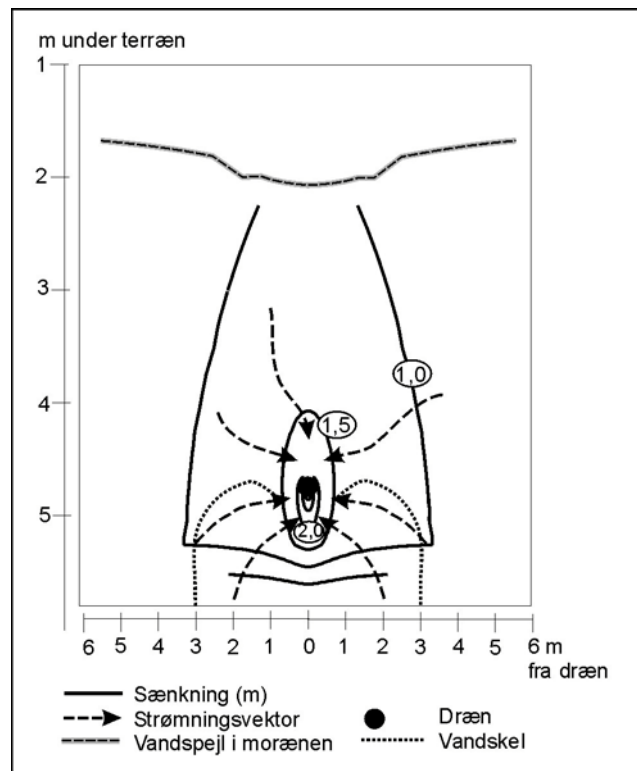 m under terræn
1
2
3
4
5
1,0
1,5
2,0
6 5 4 3 2 1 0 1 2 3 4 5 6 m
fra dræn
Sænkning (m)
Strømningsvektor
Dræn
Vandspejl i morænen
Vandskel